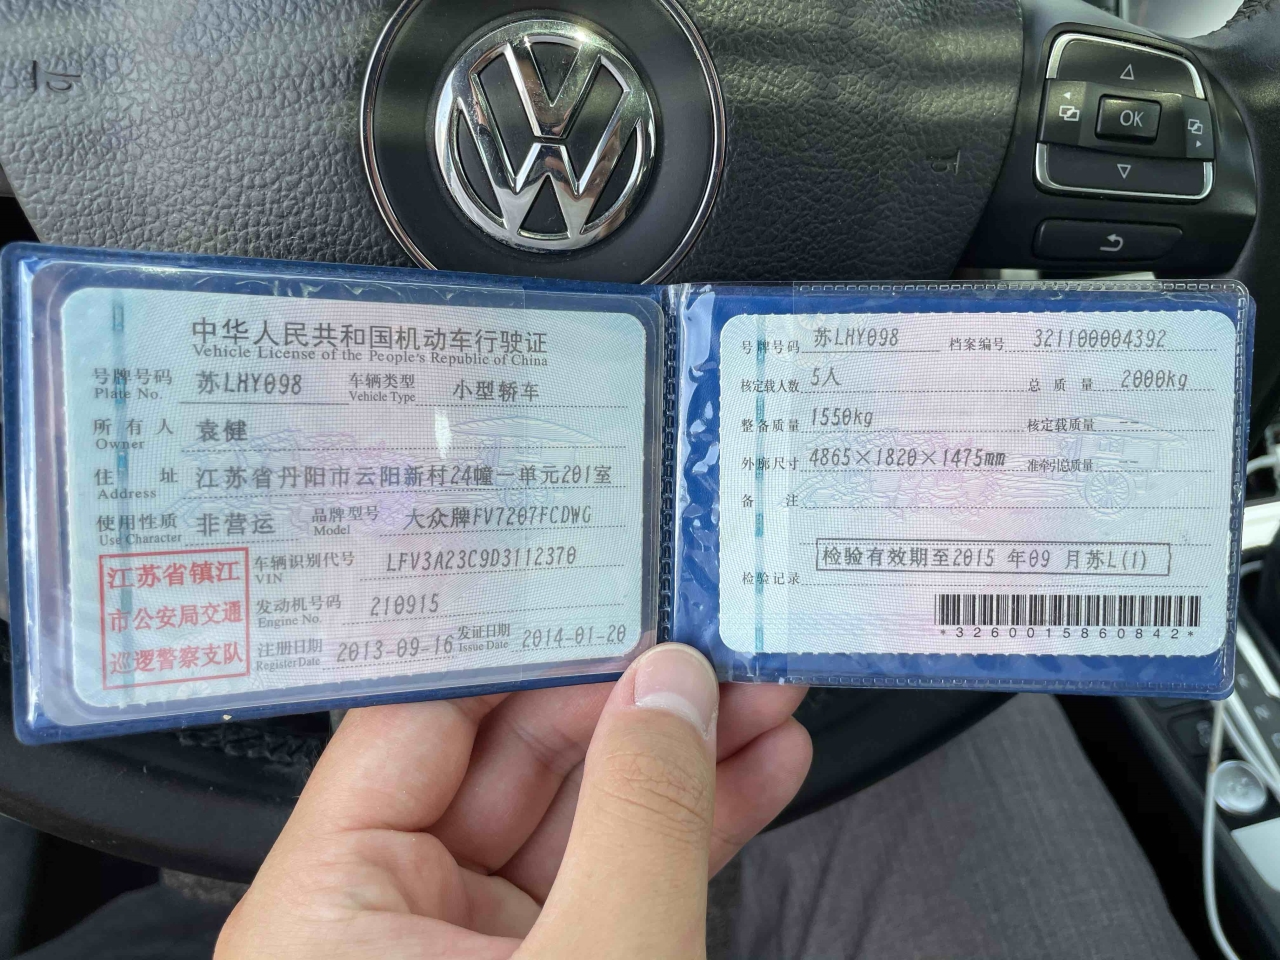 OK
中华人民共和国机动车行驶证
Vehicle License of the People's Republic of China
号牌号码 苏LHY098 车辆类型 小型轿车
Plate No. Vehicle Type
所有人 袁健
Owner
住址 江苏省丹阳市云阳新村24幢一单元201室
Address
使用性质 非营运 品牌型号 大众牌FV7207FCDWG
Use Character Model
车辆识别代号 LFV3A23C9D3112370
VIN
发动机号码 210915
Engine No.
注册日期 2013-09-16 发证日期 2014-01-20
Register Date Issue Date
江苏省镇江
市公安局交通
巡逻警察支队
号牌号码 苏LHY098 档案编号 321100004392
核定载人数 5人 总质量 2000kg
整备质量 1550kg 核定载质量 --
外廓尺寸 4865×1820×1475mm 准牵引总质量 --
备注
检验有效期至2015 年09 月苏L(1)
检验记录
*3260015860842*